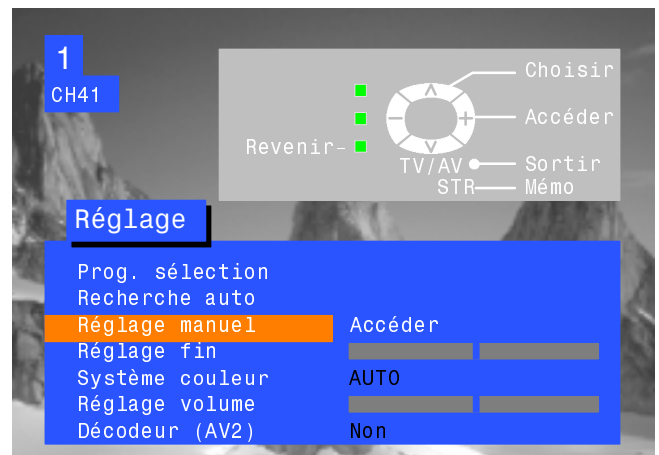 1
CH41
Choisir
Accéder
Revenir
TV/AV Sortir
STR Mémo
Réglage
Prog. sélection
Recherche auto
Réglage manuel Accéder
Réglage fin
Système couleur AUTO
Réglage volume
Décodeur (AV2) Non